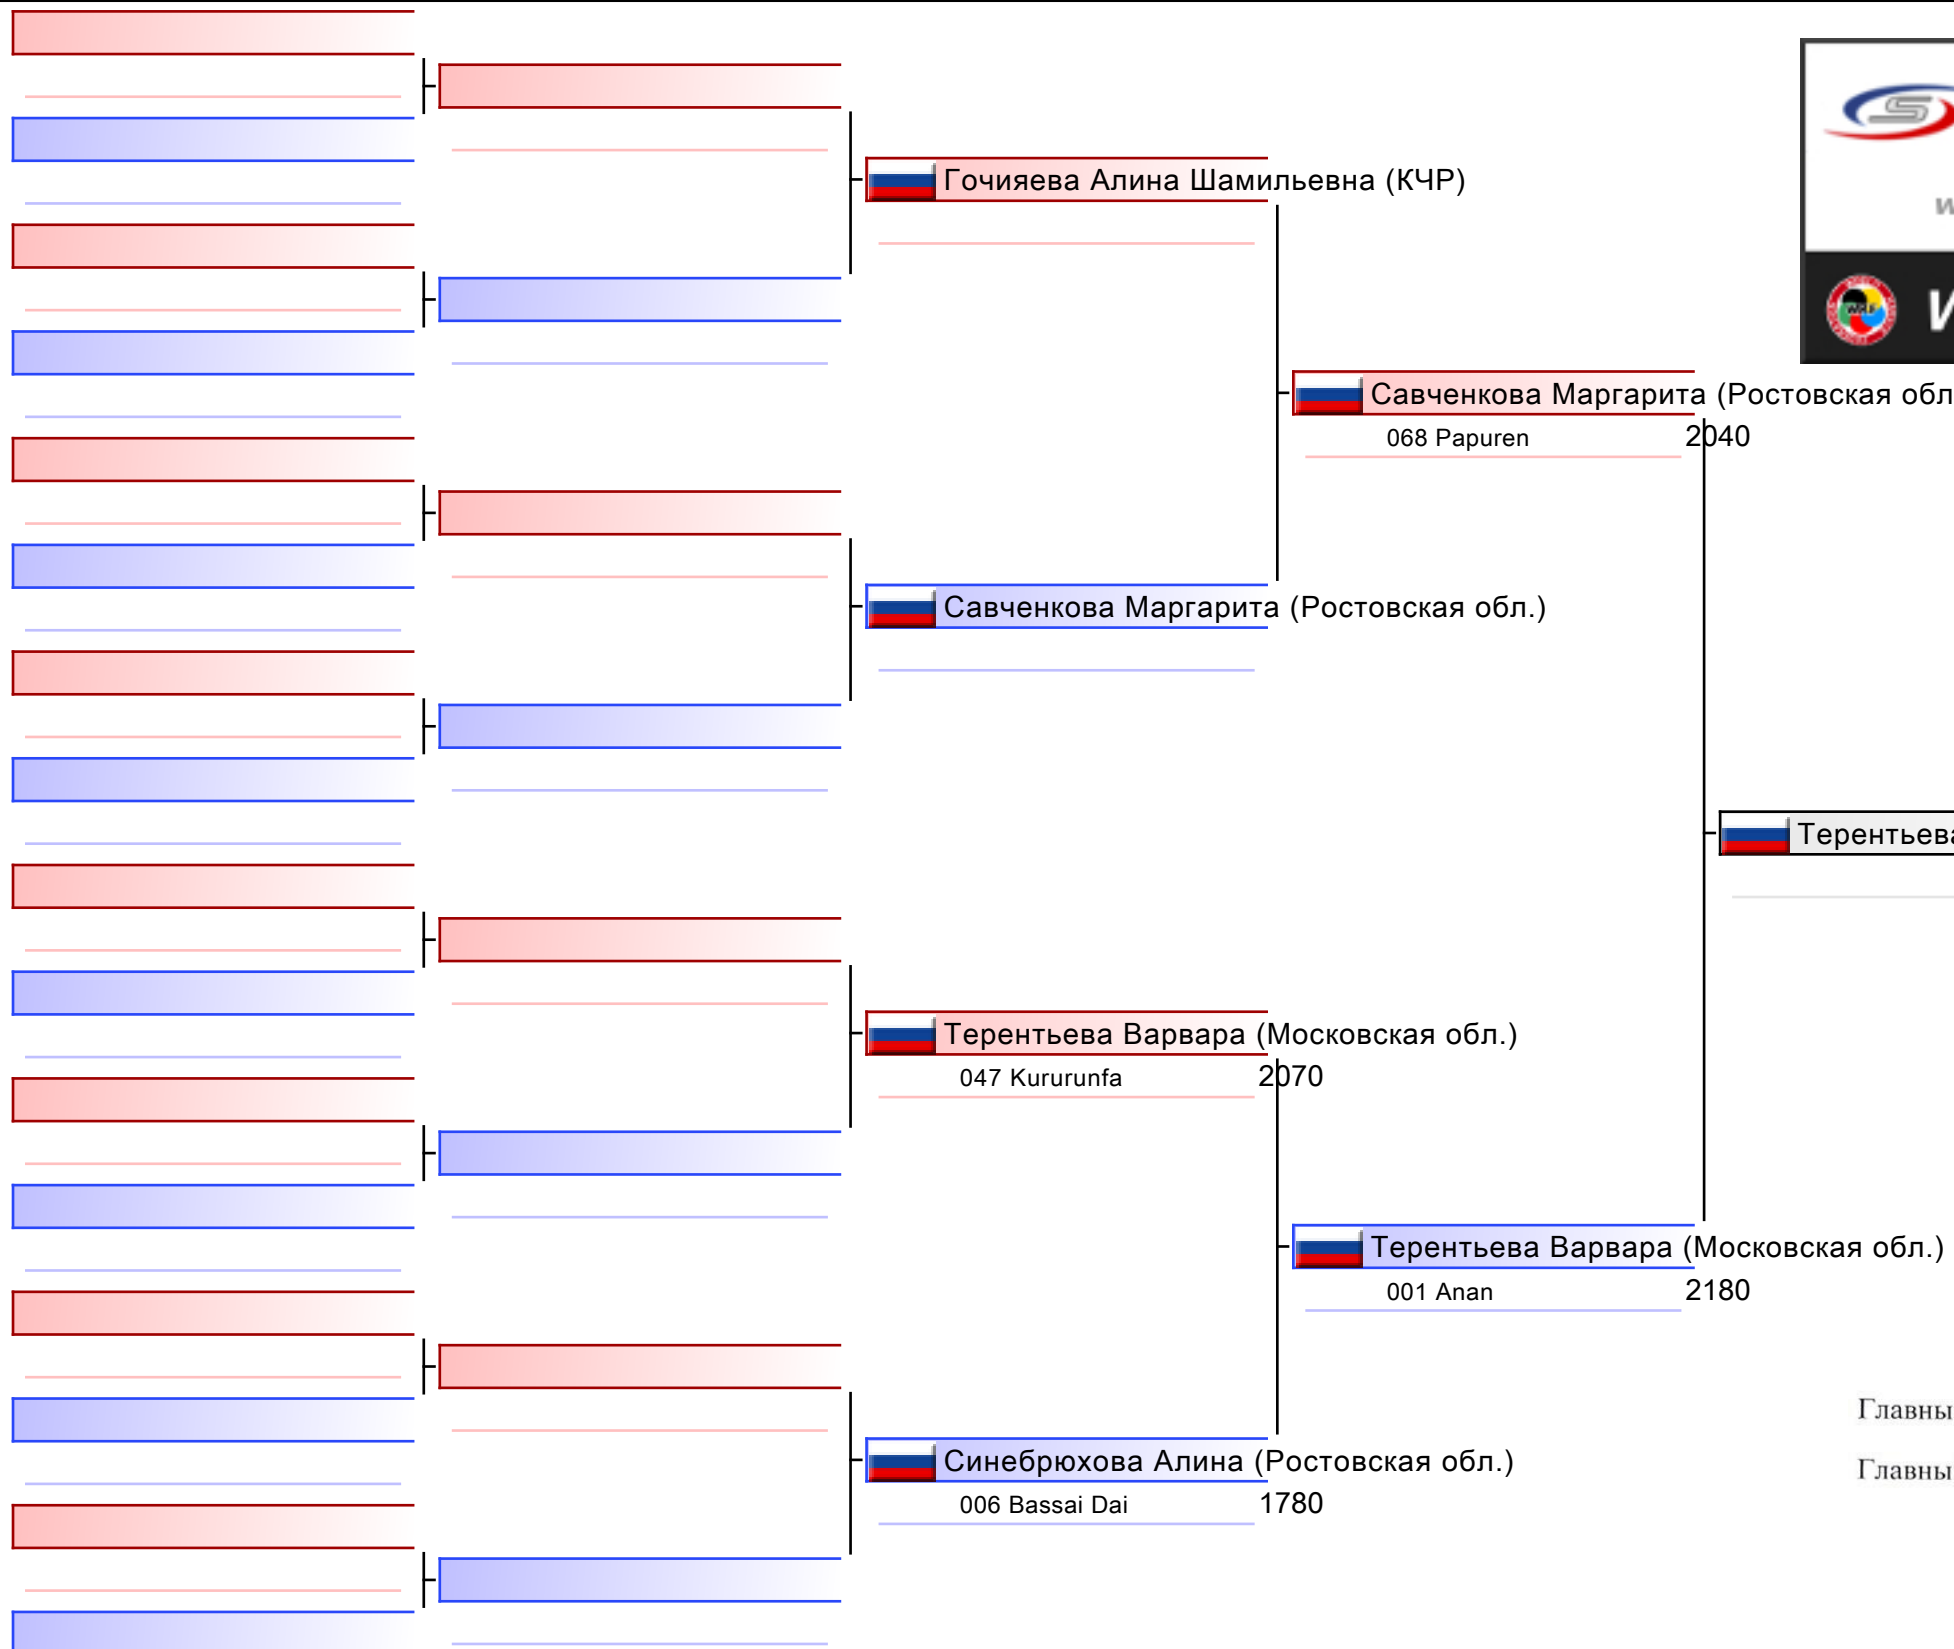 Гочияева Алина Шамильевна (КЧР)
Савченкова Маргарита (Ростовская обл
068 Papuren 2040
Савченкова Маргарита (Ростовская обл.)
Терентьева
Терентьева Варвара (Московская обл.)
047 Kururunfa 2070
Терентьева Варвара (Московская обл.)
001 Anan 2180
Главны
Синебрюхова Алина (Ростовская обл.)
Главны
006 Bassai Dai 1780